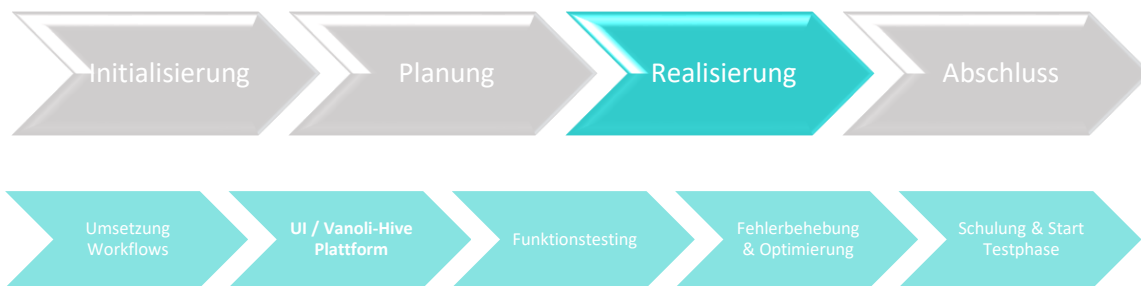 Initialisierung
Planung
Realisierung
Abschluss
Umsetzung
Workflows
UI / Vanoli-Hive
Plattform
Funktionstesting
Fehlerbehebung
& Optimierung
Schulung & Start
Testphase